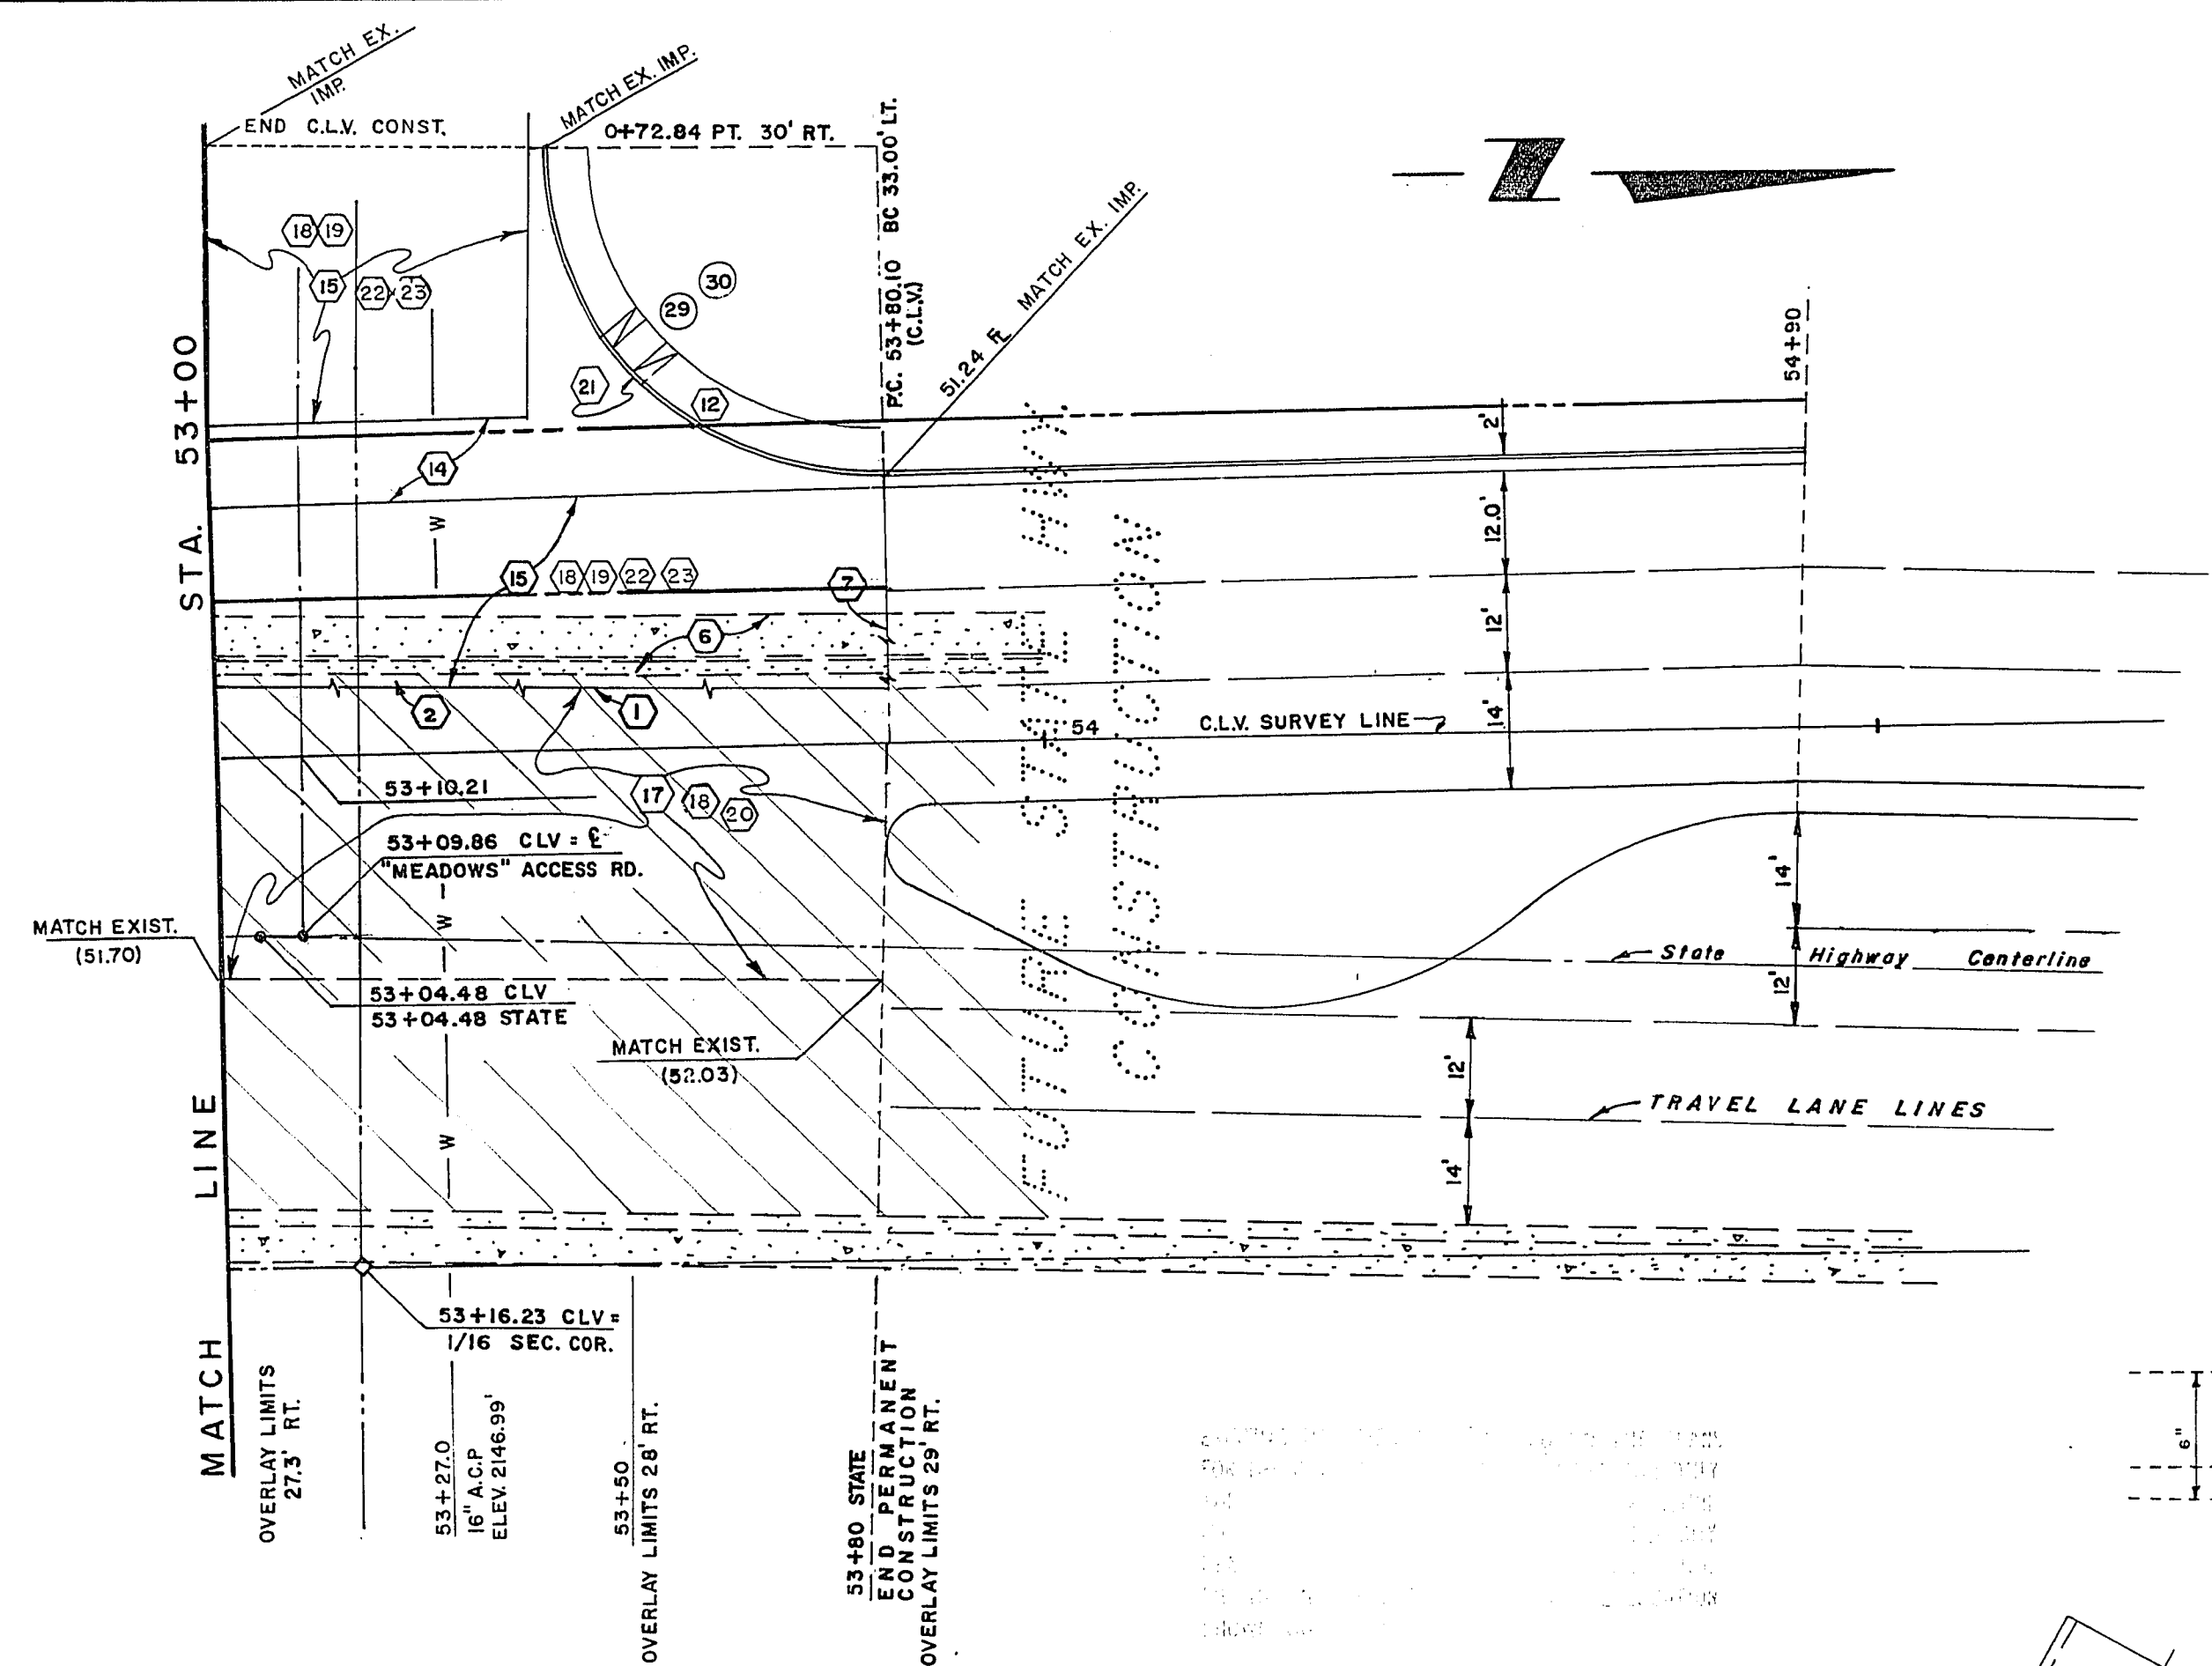 MATCH EX.
IMP.
MATCH EX. IMP.
END C.L.V. CONST.
0+72.84 PT. 30' RT.
P.C. 53+80.10 BC 33.00' LT.
(C.L.V.)
51.24 FL MATCH EX. IMP.
Z
18 19
15
22 23
29
30
21
12
14
54+90
2'
12.0'
12'
14'
MATCH LINE STA. 53+00
W
15 18 19 22 23
7
6
2
1
54
C.L.V. SURVEY LINE
FUTURE STATE HWY.
CONSTRUCTION
53+10.21
17 18 20
53+09.86 CLV = ℄
"MEADOWS" ACCESS RD.
W
MATCH EXIST.
(51.70)
53+04.48 CLV
53+04.48 STATE
MATCH EXIST.
(52.03)
14'
12'
State Highway Centerline
12'
14'
TRAVEL LANE LINES
W
53+16.23 CLV =
1/16 SEC. COR.
OVERLAY LIMITS
27.3' RT.
53+27.0
16" A.C.P
ELEV. 2146.99'
53+50
OVERLAY LIMITS 28' RT.
53+80 STATE
END PERMANENT
CONSTRUCTION
OVERLAY LIMITS 29' RT.
6"